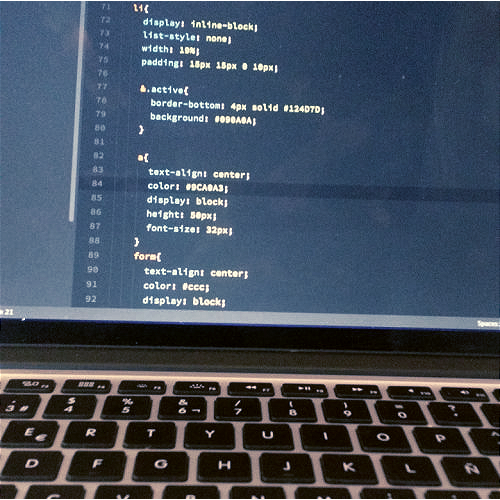 71 li{
72 display: inline-block;
73 list-style: none;
74 width: 19%;
75 padding: 15px 15px 0 10px;
76
77 &.active{
78 border-bottom: 4px solid #124D7D;
79 background: #090A0A;
80 }
81
82 a{
83 text-align: center;
84 color: #9CA0A3;
85 display: block;
86 height: 50px;
87 font-size: 32px;
88 }
89 form{
90 text-align: center;
91 color: #ccc;
92 display: block;
21 Spaces
F3 F4 F5 F6 F7 F8 F9
3 # $ 4 % 5 & 6 ¬ / 7 ( 8 ) 9 = 0 ?
E € R T Y U I O P
D F G H J K L Ñ
C V B N M